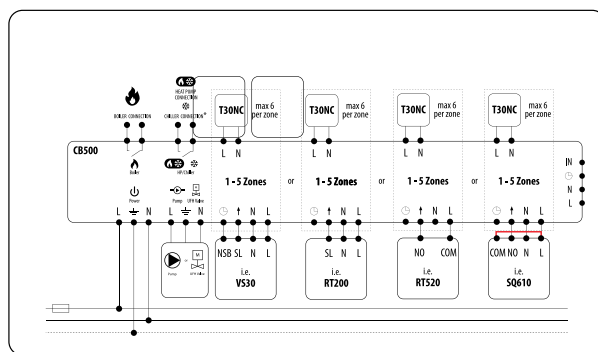 HEAT PUMP
CONNECTION
BOILER CONNECTION
CHILLER CONNECTION*
T30NC
max 6
per zone
T30NC
max 6
per zone
T30NC
max 6
per zone
T30NC
max 6
per zone
CB500
L N
L N
L N
L N
IN
N
L
Boiler
HP/Chiller
1 - 5 Zones
or
1 - 5 Zones
or
1 - 5 Zones
or
1 - 5 Zones
Power
Pump
UFH Valve
L N
L N
N L
N L
N L
N L
NSB SL N L
SL N L
NO COM
COM NO N L
M
or
Pump
UFH Valve
i.e.
VS30
i.e.
RT200
i.e.
RT520
i.e.
SQ610